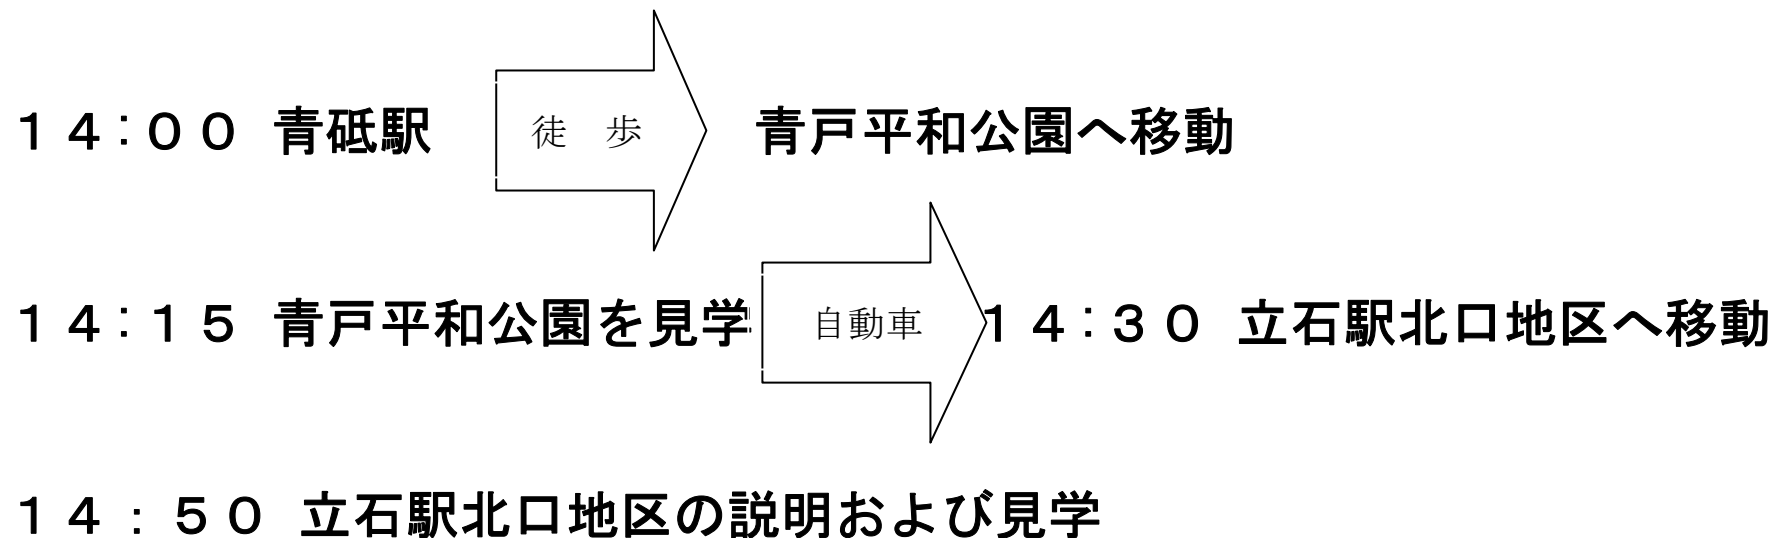 １４：００ 青砥駅 徒　歩 青戸平和公園へ移動
１４：１５ 青戸平和公園を見学 自動車 １４：３０ 立石駅北口地区へ移動
１４：５０ 立石駅北口地区の説明および見学